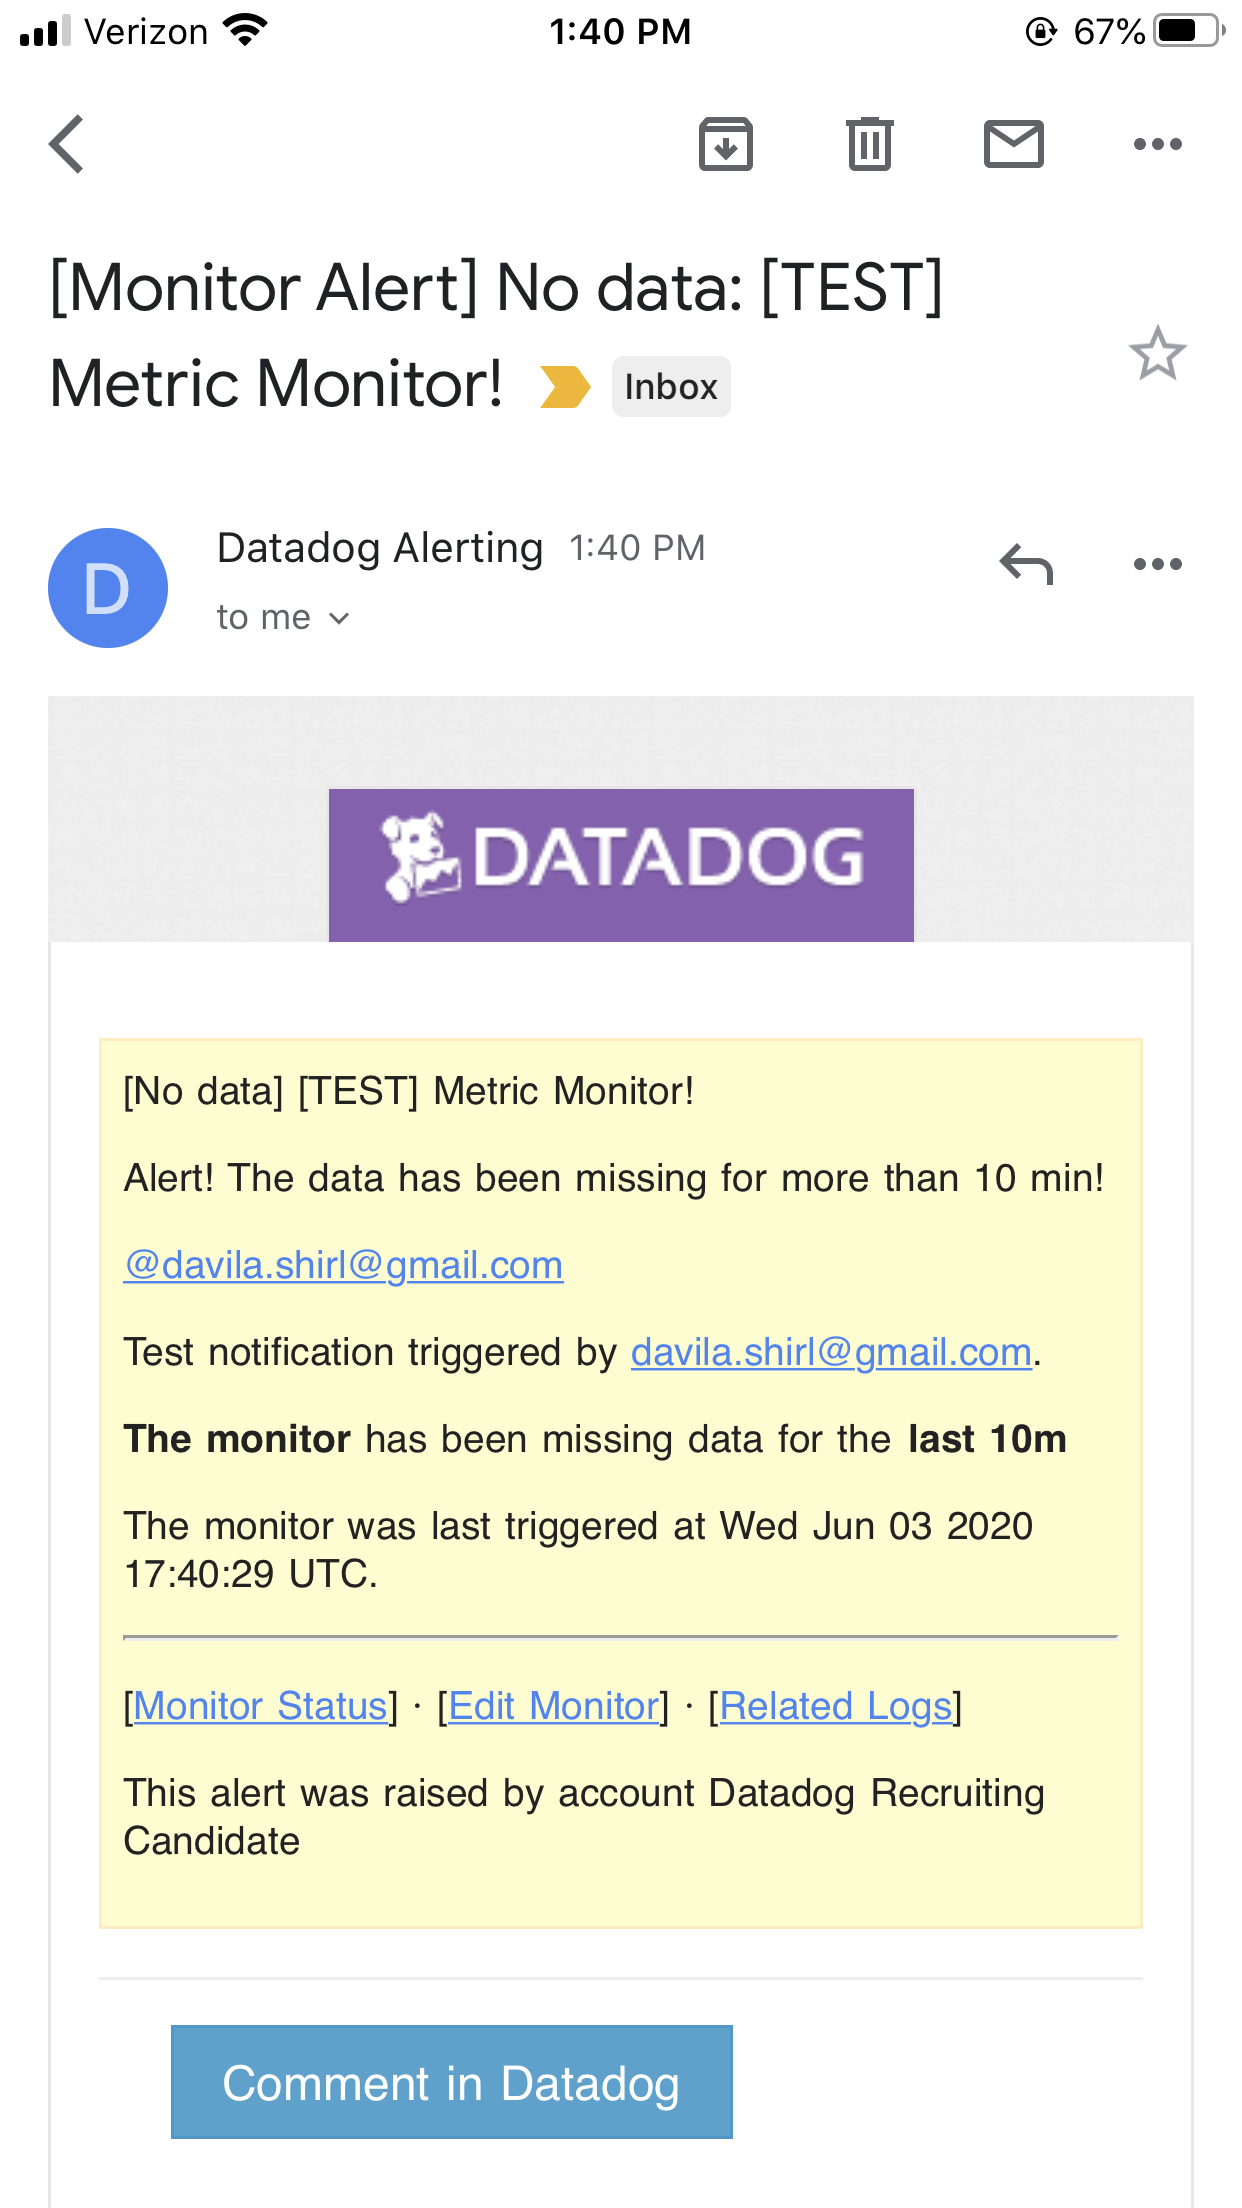 Verizon 1:40 PM 67%
[Monitor Alert] No data: [TEST]
Metric Monitor! Inbox
D
Datadog Alerting 1:40 PM
to me
DATADOG
[No data] [TEST] Metric Monitor!
Alert! The data has been missing for more than 10 min!
@davila.shirl@gmail.com
Test notification triggered by davila.shirl@gmail.com.
The monitor has been missing data for the last 10m
The monitor was last triggered at Wed Jun 03 2020
17:40:29 UTC.
[Monitor Status] · [Edit Monitor] · [Related Logs]
This alert was raised by account Datadog Recruiting
Candidate
Comment in Datadog